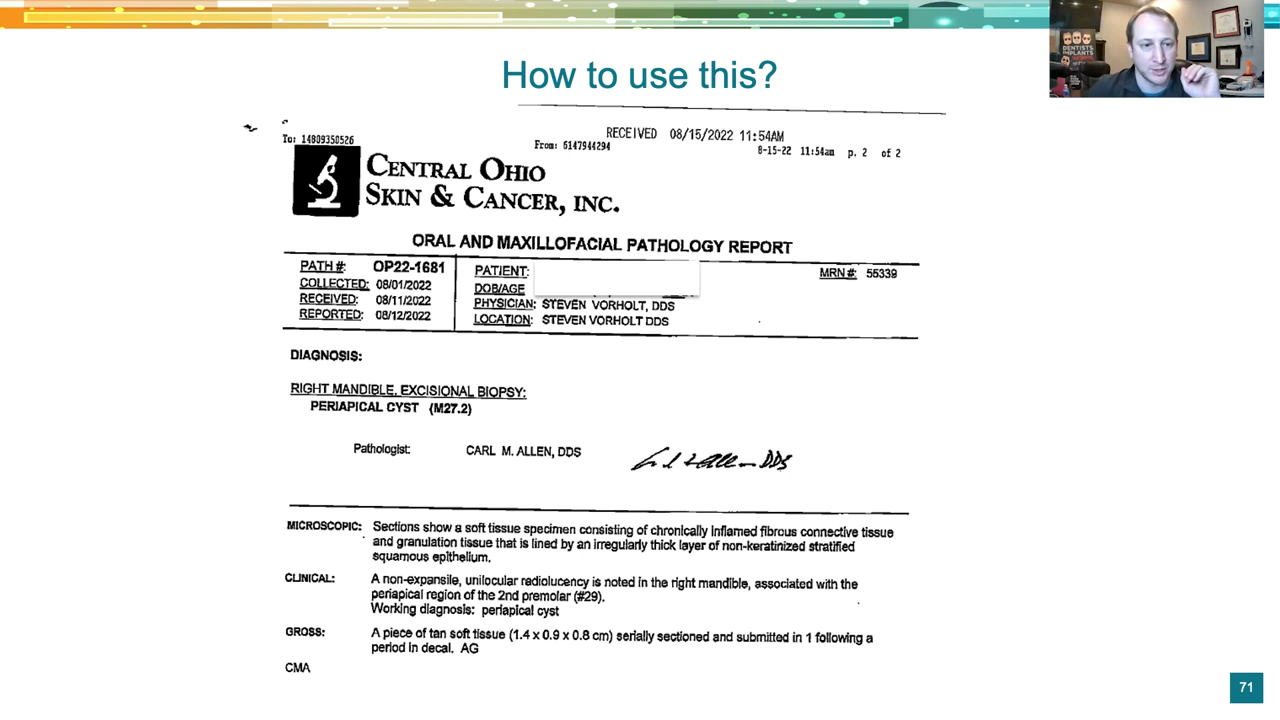 How to use this?
DENTISTS
IMPLANTS
RECEIVED 08/15/2022 11:54AM
To: 14809350526
From: 6147944294
8-15-22 11:54am p. 2 of 2
CENTRAL OHIO
SKIN & CANCER, INC.
ORAL AND MAXILLOFACIAL PATHOLOGY REPORT
PATH #: OP22-1681
COLLECTED: 08/01/2022
RECEIVED: 08/11/2022
REPORTED: 08/12/2022
PATIENT:
DOB/AGE
PHYSICIAN: STEVEN VORHOLT, DDS
LOCATION: STEVEN VORHOLT DDS
MRN #: 55339
DIAGNOSIS:
RIGHT MANDIBLE, EXCISIONAL BIOPSY:
PERIAPICAL CYST (M27.2)
Pathologist: CARL M. ALLEN, DDS
DDS
MICROSCOPIC: Sections show a soft tissue specimen consisting of chronically inflamed fibrous connective tissue
and granulation tissue that is lined by an irregularly thick layer of non-keratinized stratified
squamous epithelium.
CLINICAL: A non-expansile, unilocular radiolucency is noted in the right mandible, associated with the
periapical region of the 2nd premolar (#29).
Working diagnosis: periapical cyst
GROSS: A piece of tan soft tissue (1.4 x 0.9 x 0.8 cm) serially sectioned and submitted in 1 following a
period in decal. AG
CMA
71